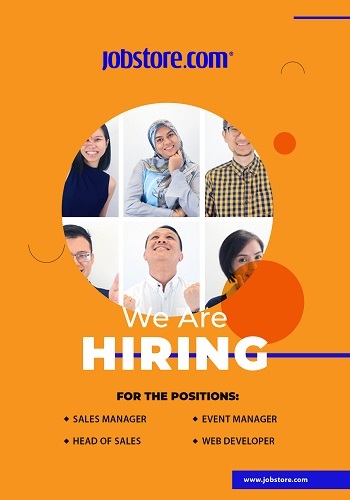 jobstore.com®
We Are
HIRING
FOR THE POSITIONS:
◆ SALES MANAGER
◆ EVENT MANAGER
◆ HEAD OF SALES
◆ WEB DEVELOPER
www.jobstore.com